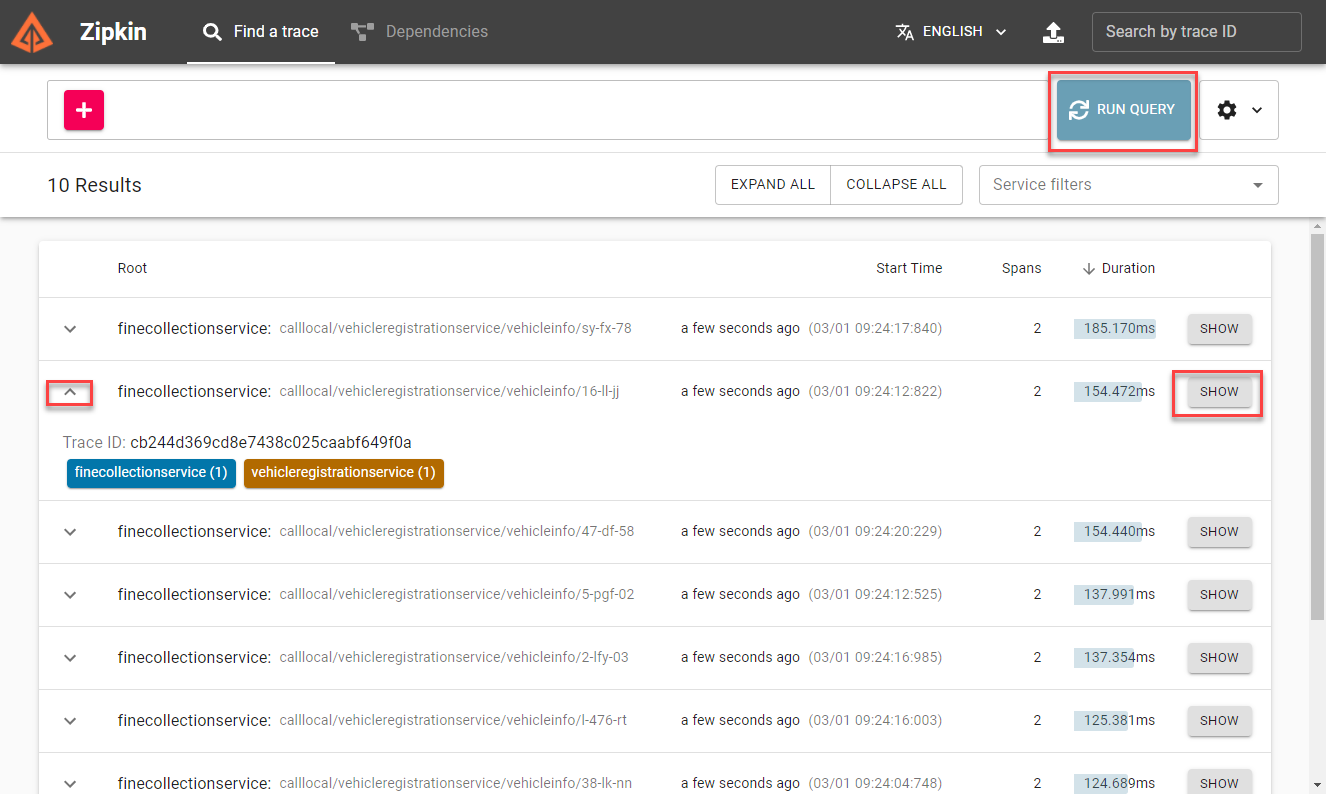 Zipkin Find a trace Dependencies ENGLISH Search by trace ID
+ RUN QUERY
10 Results EXPAND ALL COLLAPSE ALL Service filters
Root Start Time Spans Duration
finecollectionservice: calllocal/vehicleregistrationservice/vehicleinfo/sy-fx-78 a few seconds ago (03/01 09:24:17:840) 2 185.170ms SHOW
finecollectionservice: calllocal/vehicleregistrationservice/vehicleinfo/16-ll-jj a few seconds ago (03/01 09:24:12:822) 2 154.472ms SHOW
Trace ID: cb244d369cd8e7438c025caabf649f0a
finecollectionservice (1) vehicleregistrationservice (1)
finecollectionservice: calllocal/vehicleregistrationservice/vehicleinfo/47-df-58 a few seconds ago (03/01 09:24:20:229) 2 154.440ms SHOW
finecollectionservice: calllocal/vehicleregistrationservice/vehicleinfo/5-pgf-02 a few seconds ago (03/01 09:24:12:525) 2 137.991ms SHOW
finecollectionservice: calllocal/vehicleregistrationservice/vehicleinfo/2-lfy-03 a few seconds ago (03/01 09:24:16:985) 2 137.354ms SHOW
finecollectionservice: calllocal/vehicleregistrationservice/vehicleinfo/l-476-rt a few seconds ago (03/01 09:24:16:003) 2 125.381ms SHOW
finecollectionservice: calllocal/vehicleregistrationservice/vehicleinfo/38-lk-nn a few seconds ago (03/01 09:24:04:748) 2 124.689ms SHOW